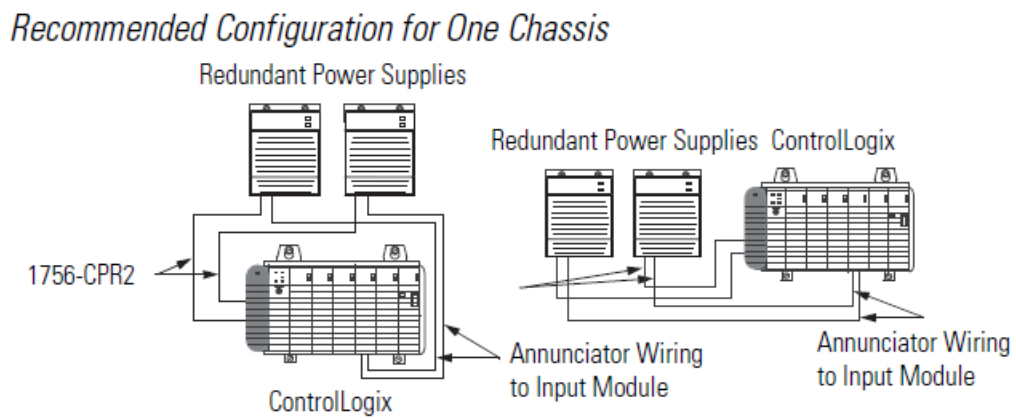 Recommended Configuration for One Chassis
Redundant Power Supplies
Redundant Power Supplies ControlLogix
1756-CPR2
Annunciator Wiring
to Input Module
Annunciator Wiring
to Input Module
ControlLogix